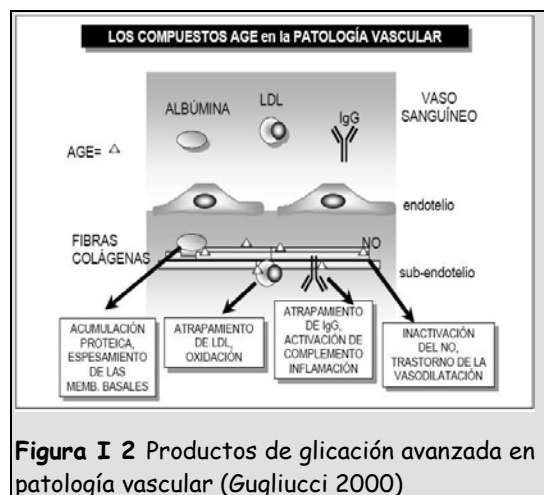 LOS COMPUESTOS AGE en la PATOLOGÍA VASCULAR
ALBÚMINA
LDL
IgG
VASO
SANGUÍNEO
AGE= △
endotelio
FIBRAS
COLÁGENAS
NO
sub-endotelio
ACUMULACIÓN
PROTEICA,
ESPESAMIENTO
DE LAS
MEMB. BASALES
ATRAPAMIENTO
DE LDL,
OXIDACIÓN
ATRAPAMIENTO
DE IgG,
ACTIVACIÓN DE
COMPLEMENTO
INFLAMACIÓN
INACTIVACIÓN
DEL NO,
TRASTORNO DE LA
VASODILATACIÓN
Figura I 2 Productos de glicación avanzada en
patología vascular (Gugliucci 2000)